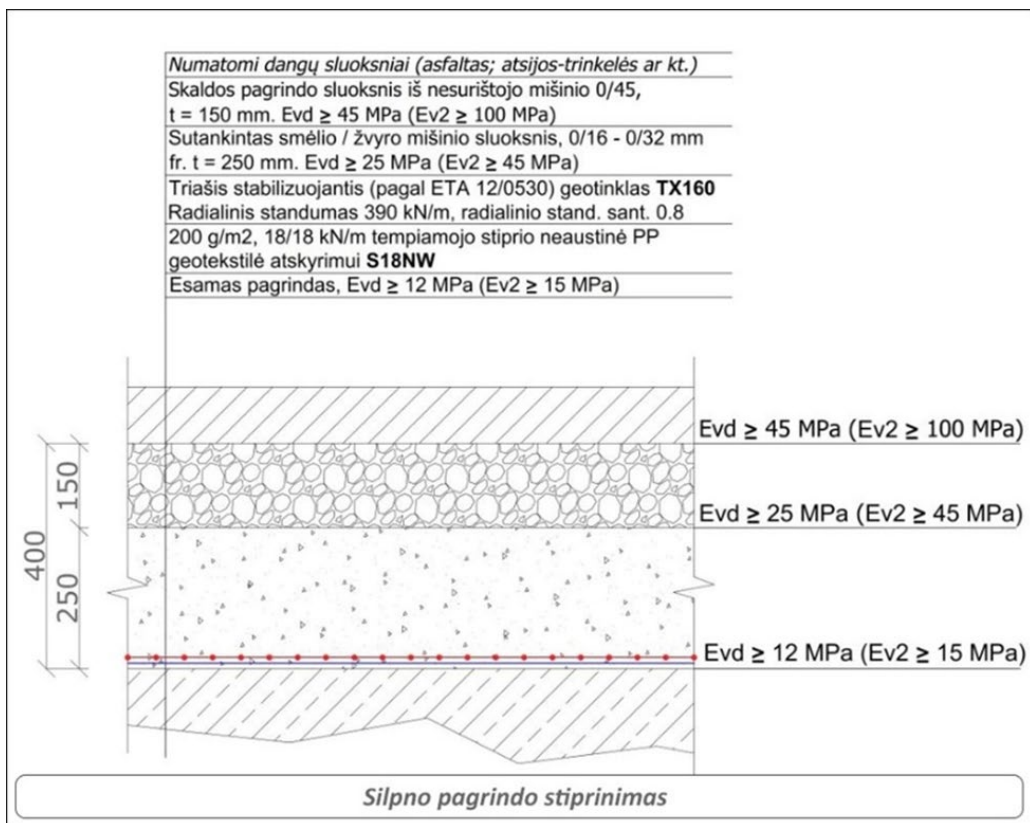 Numatomi dangų sluoksniai (asfaltas; atsijos-trinkelės ar kt.)
Skaldos pagrindo sluoksnis iš nesurištojo mišinio 0/45,
t = 150 mm. Evd ≥ 45 MPa (Ev2 ≥ 100 MPa)
Sutankintas smėlio / žvyro mišinio sluoksnis, 0/16 - 0/32 mm
fr. t = 250 mm. Evd ≥ 25 MPa (Ev2 ≥ 45 MPa)
Triašis stabilizuojantis (pagal ETA 12/0530) geotinklas TX160
Radialinis standumas 390 kN/m, radialinio stand. sant. 0.8
200 g/m2, 18/18 kN/m tempiamojo stiprio neaustinė PP
geotekstilė atskyrimui S18NW
Esamas pagrindas, Evd ≥ 12 MPa (Ev2 ≥ 15 MPa)
Evd ≥ 45 MPa (Ev2 ≥ 100 MPa)
150
Evd ≥ 25 MPa (Ev2 ≥ 45 MPa)
400
250
Evd ≥ 12 MPa (Ev2 ≥ 15 MPa)
Silpno pagrindo stiprinimas